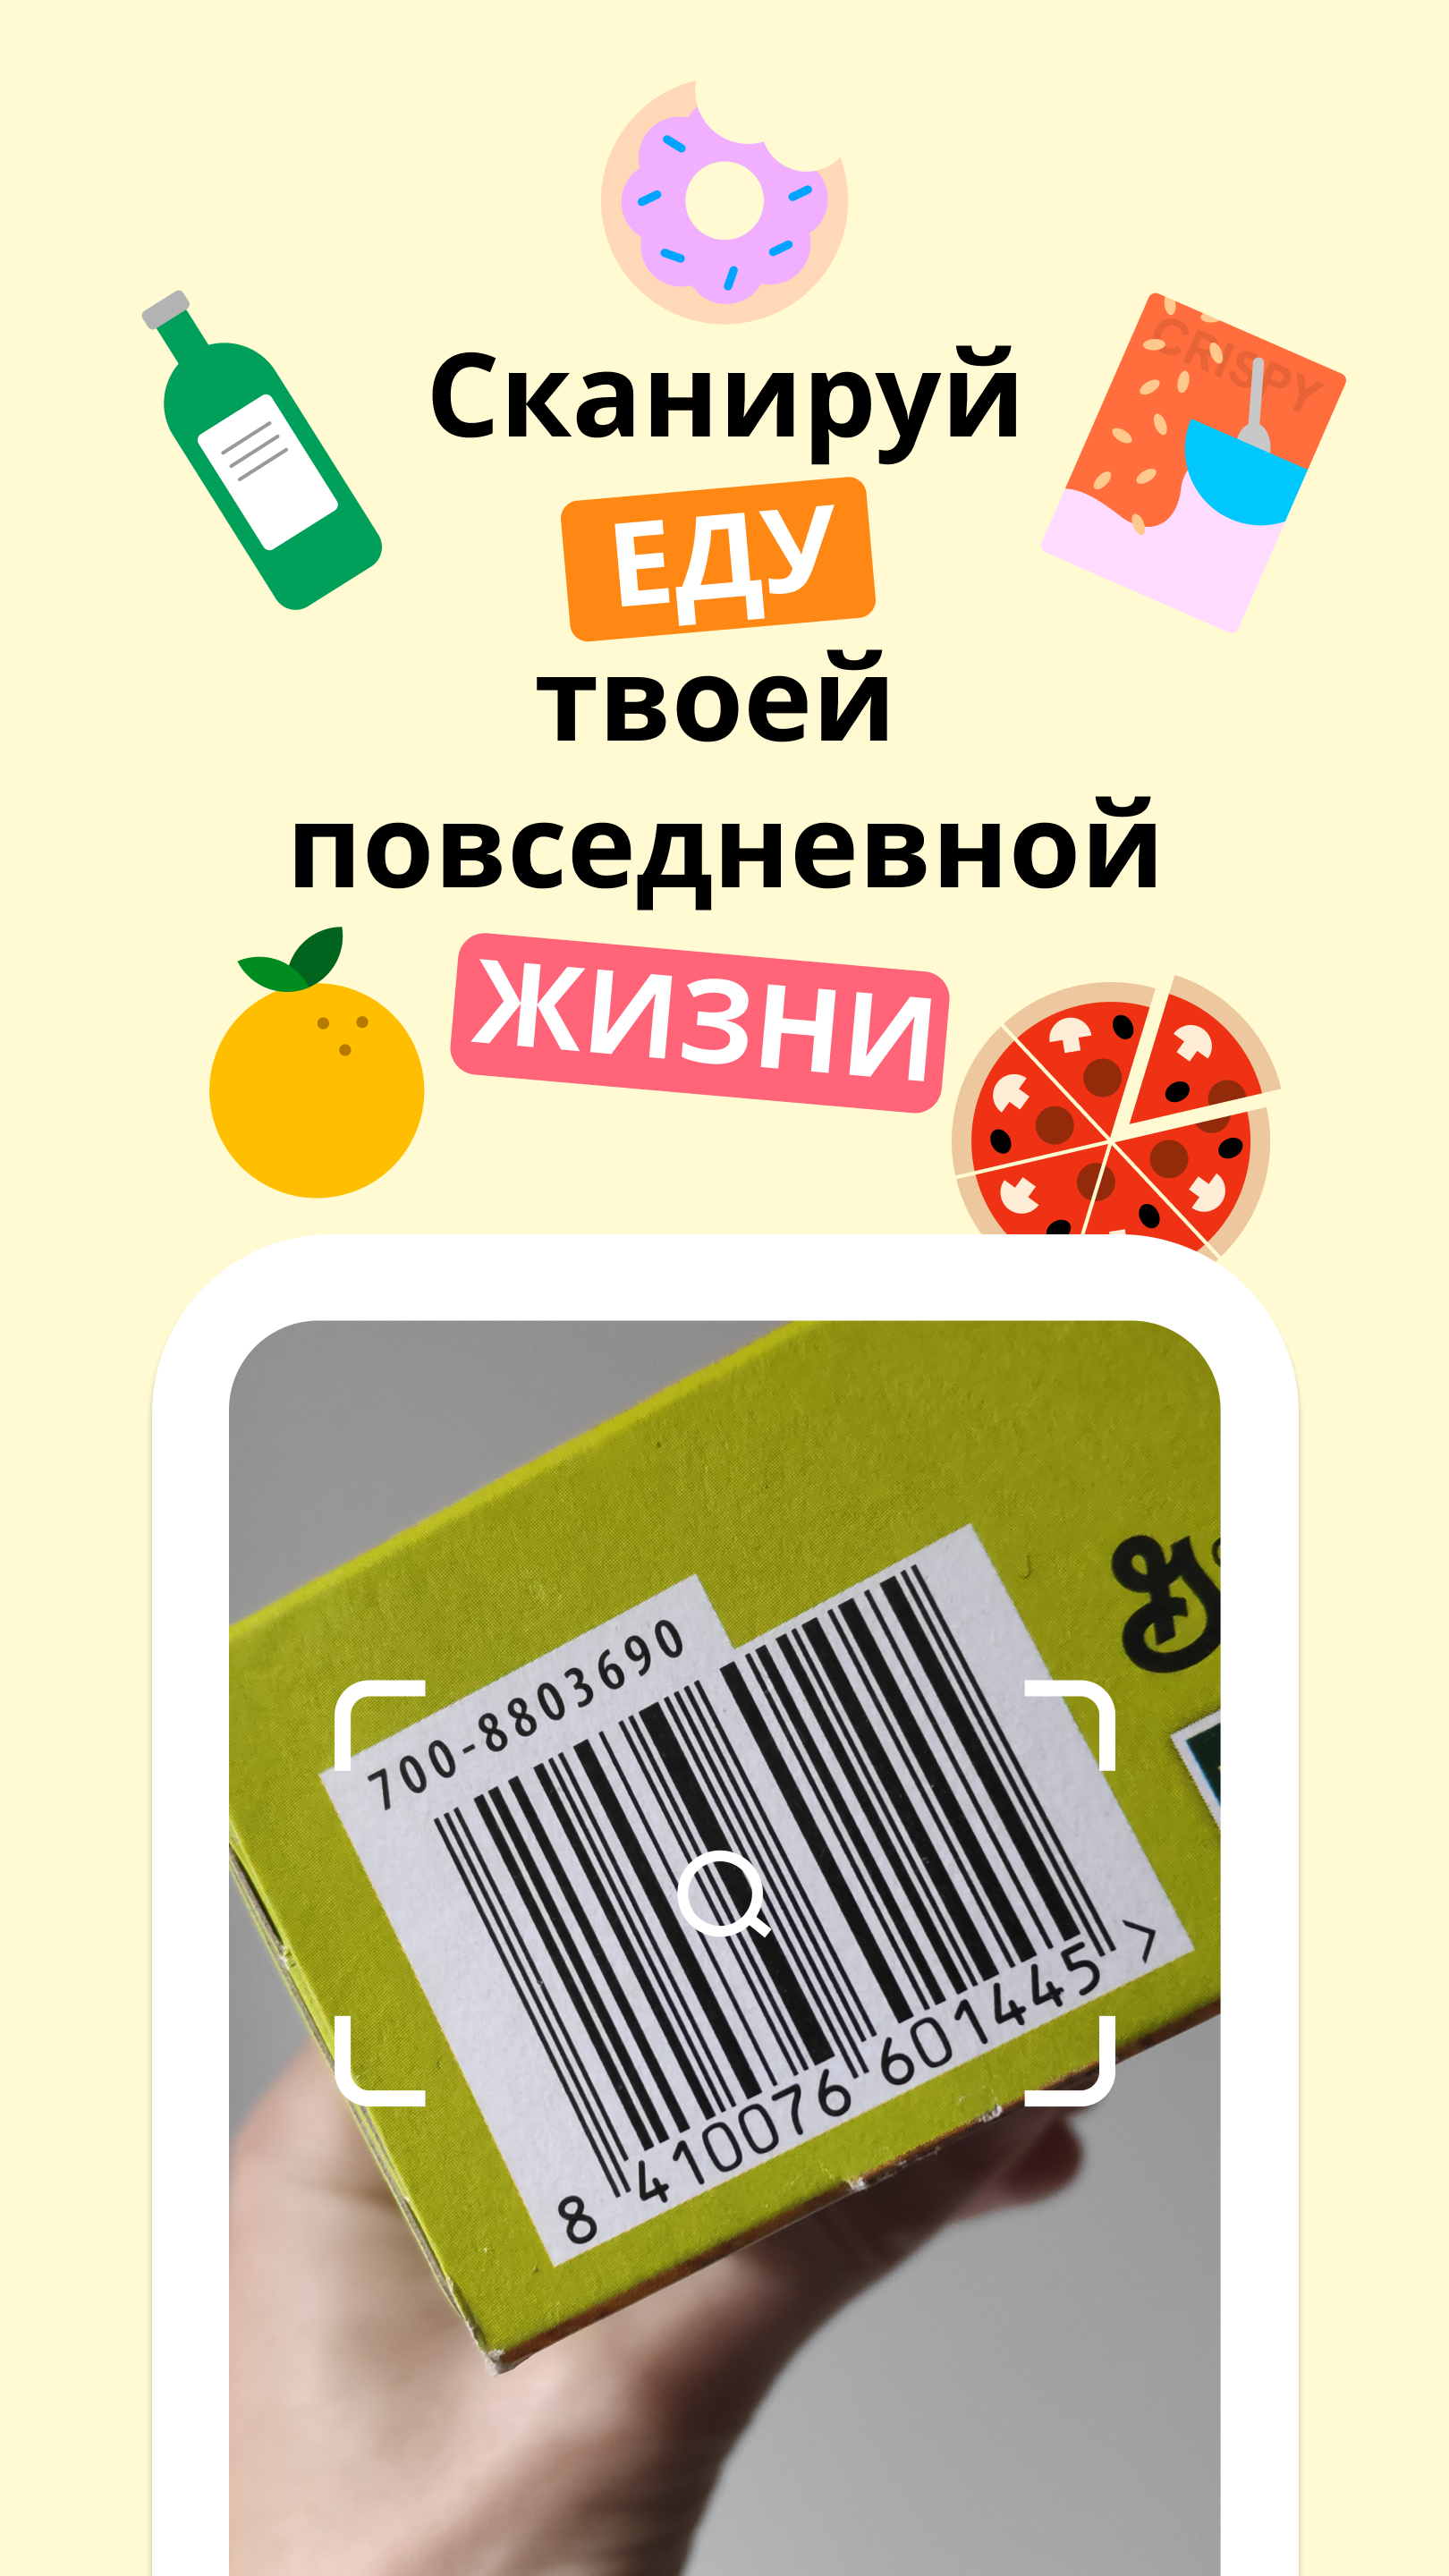 CRISPY
Сканируй
ЕДУ
твоей
повседневной
ЖИЗНИ
700-8803690
8 410076 601445 >